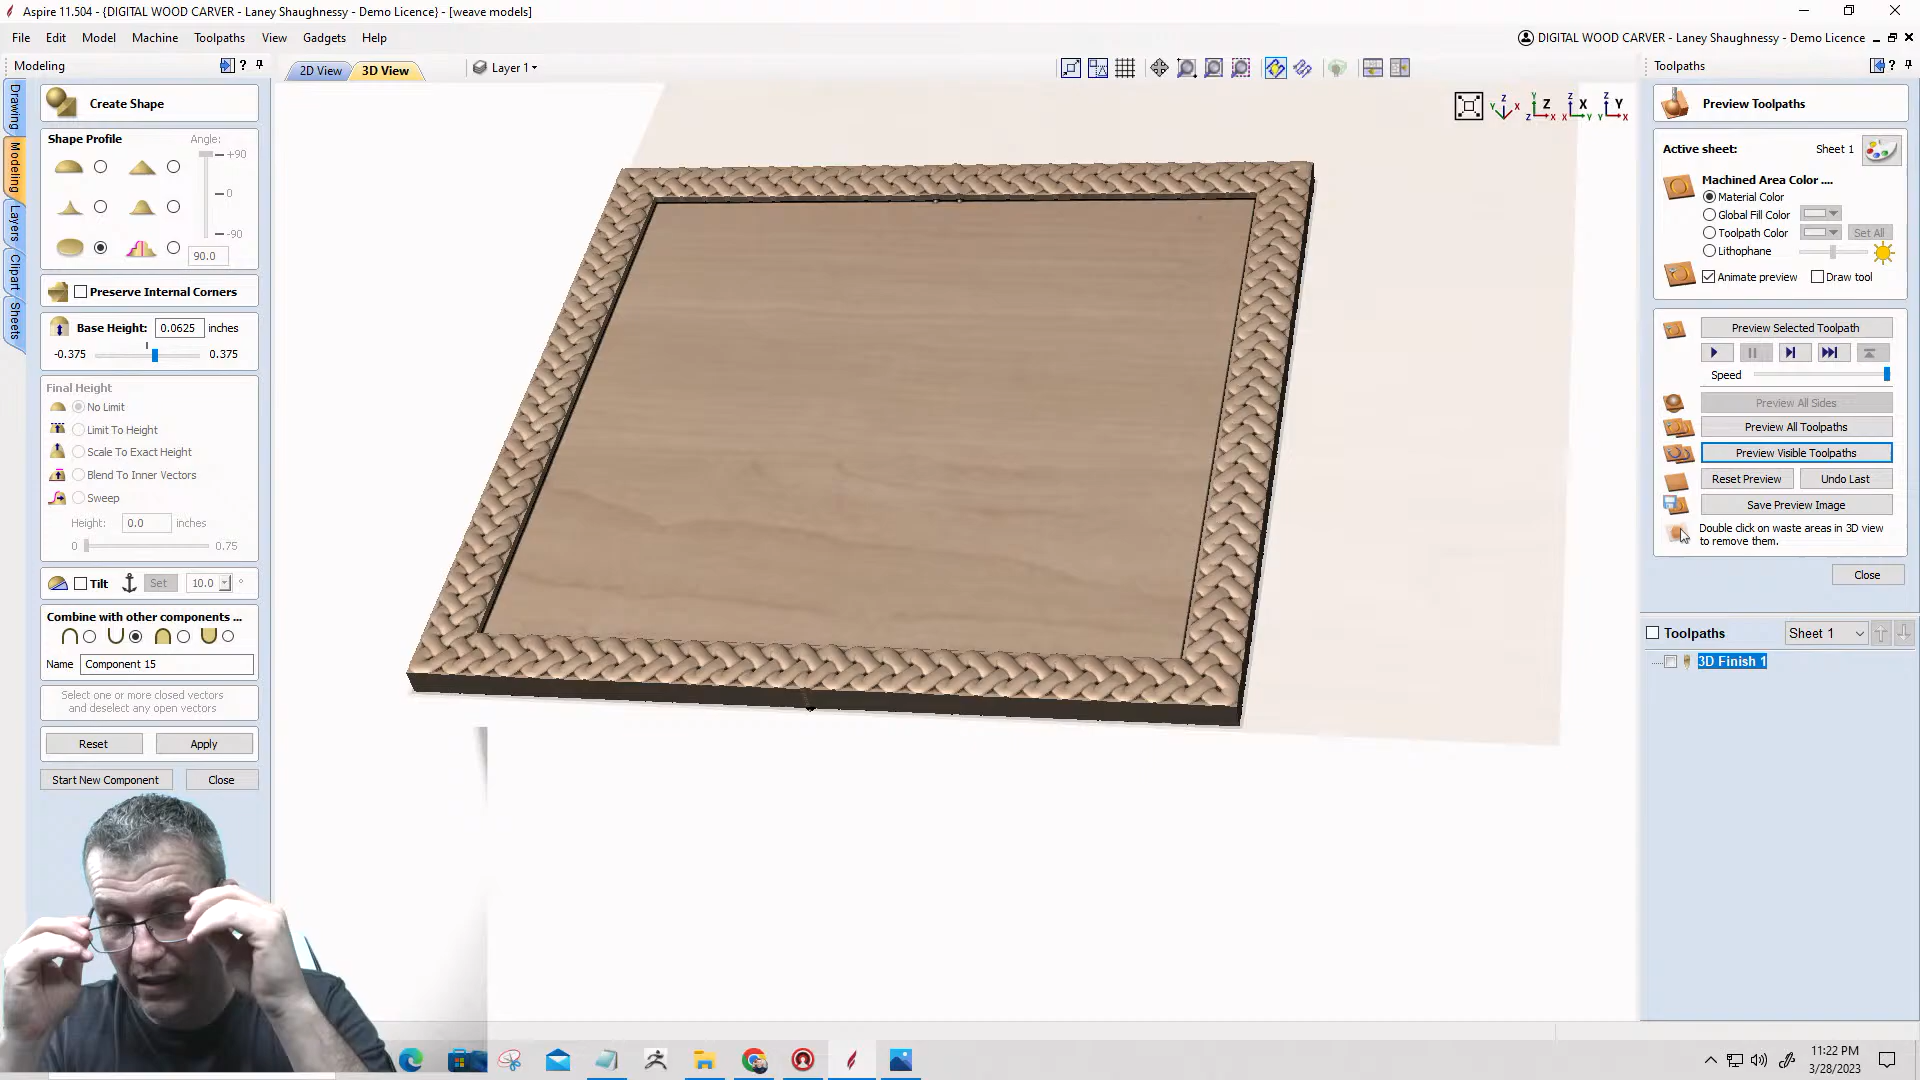 Aspire 11.504 - {DIGITAL WOOD CARVER - Laney Shaughnessy - Demo Licence} - [weave models]
File Edit Model Machine Toolpaths View Gadgets Help
DIGITAL WOOD CARVER - Laney Shaughnessy - Demo Licence
Modeling
2D View
3D View
Layer 1
Toolpaths
Drawing
Modeling
Layers
Clipart
Sheets
Create Shape
Shape Profile
Angle:
+90
0
-90
90.0
Preserve Internal Corners
Base Height: 0.0625 inches
-0.375 0.375
Final Height
No Limit
Limit To Height
Scale To Exact Height
Blend To Inner Vectors
Sweep
Height: 0.0 inches
0 0.75
Tilt Set 10.0 °
Combine with other components ...
Name Component 15
Select one or more closed vectors
and deselect any open vectors
Reset Apply
Start New Component Close
Z Y X
Y Z X Z
Z X Y X
Z Y X
Preview Toolpaths
Active sheet: Sheet 1
Machined Area Color ....
Material Color
Global Fill Color
Toolpath Color Set All
Lithophane
Animate preview Draw tool
Preview Selected Toolpath
Speed
Preview All Sides
Preview All Toolpaths
Preview Visible Toolpaths
Reset Preview Undo Last
Save Preview Image
Double click on waste areas in 3D view
to remove them.
Close
Toolpaths Sheet 1
3D Finish 1
11:22 PM
3/28/2023